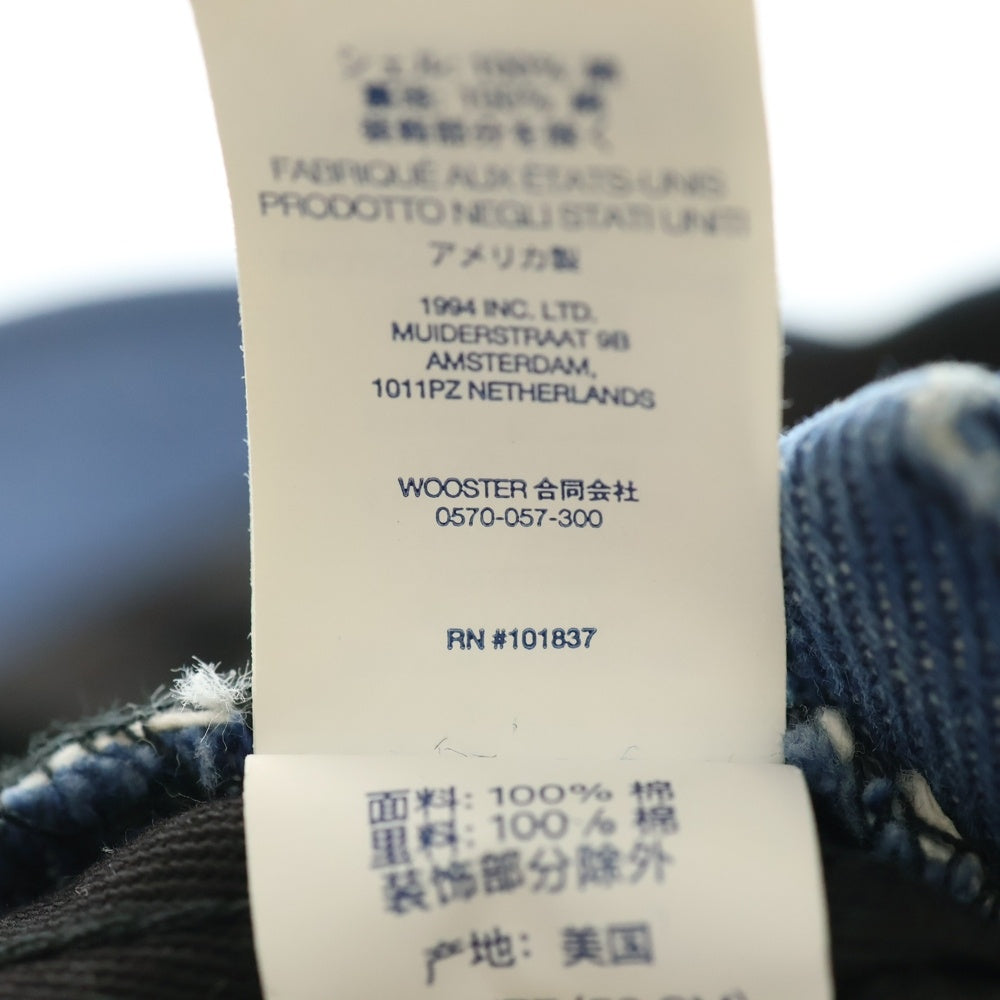 シェル: 100% 綿
裏地: 100% 綿
装飾部分を除く
FABRIQUÉ AUX ÉTATS-UNIS
PRODOTTO NEGLI STATI UNITI
アメリカ製
1994 INC. LTD.
MUIDERSTRAAT 9B
AMSTERDAM,
1011PZ NETHERLANDS
WOOSTER 合同会社
0570-057-300
RN #101837
面料: 100% 棉
里料: 100% 棉
装饰部分除外
产地: 美国